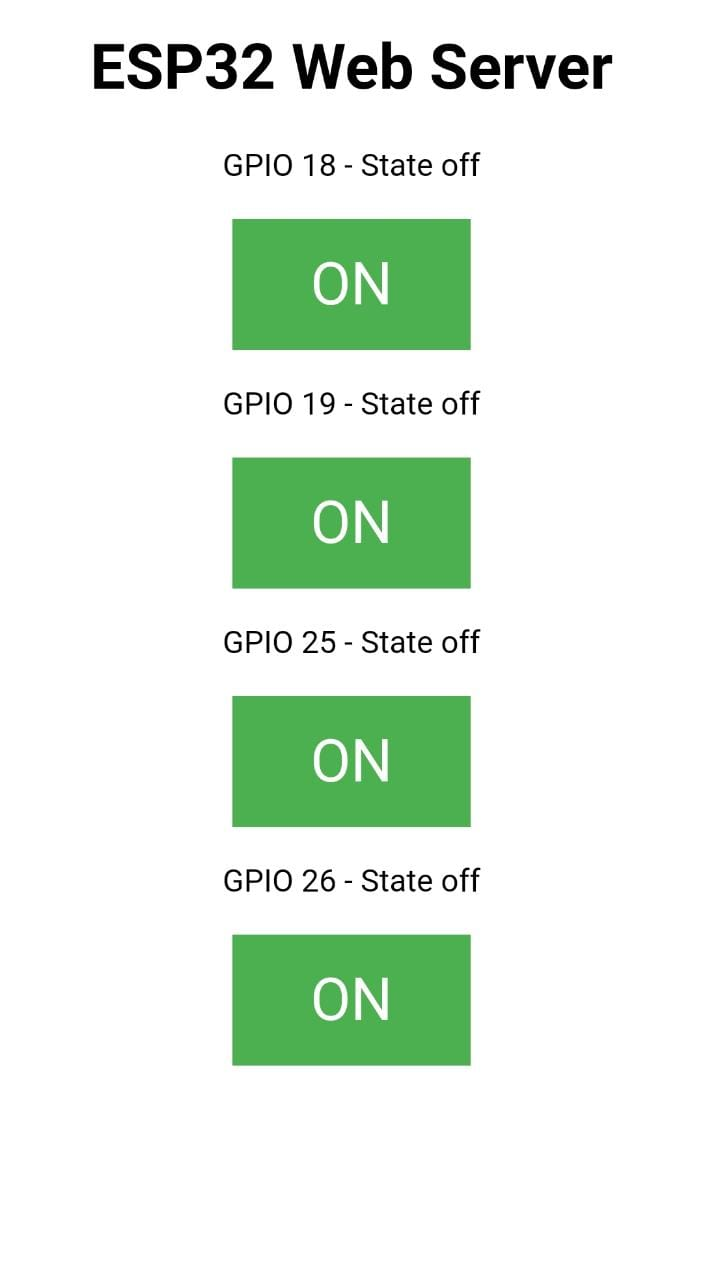 ESP32 Web Server
GPIO 18 - State off
ON
GPIO 19 - State off
ON
GPIO 25 - State off
ON
GPIO 26 - State off
ON